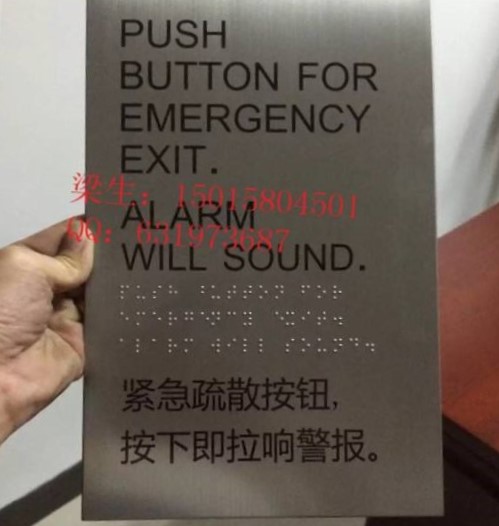 PUSH
BUTTON FOR
EMERGENCY
EXIT.
梁生：15015804501
ALARM
QQ：631973687
WILL SOUND.
紧急疏散按钮，
按下即拉响警报。